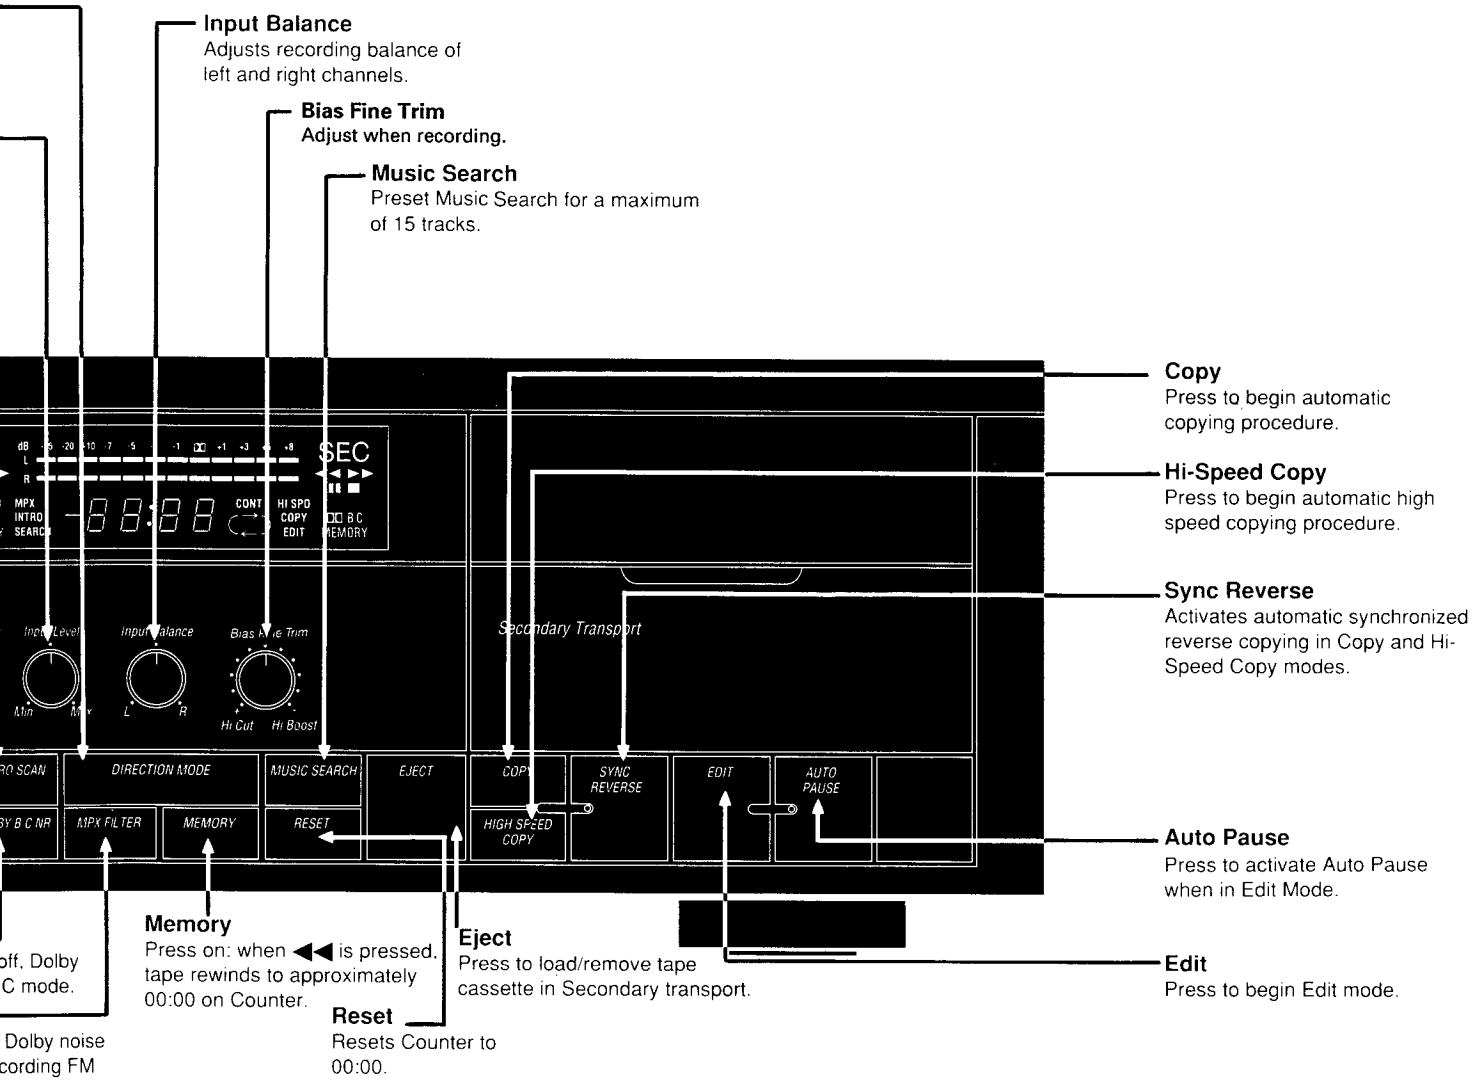 Input Balance
Adjusts recording balance of
left and right channels.
Bias Fine Trim
Adjust when recording.
Music Search
Preset Music Search for a maximum
of 15 tracks.
Copy
Press to begin automatic
copying procedure.
Hi-Speed Copy
Press to begin automatic high
speed copying procedure.
Sync Reverse
Activates automatic synchronized
reverse copying in Copy and Hi-
Speed Copy modes.
Auto Pause
Press to activate Auto Pause
when in Edit Mode.
Edit
Press to begin Edit mode.
dB -20 -10 -7 -5 -1 +1 +3 +8
L
R
SEC
MPX
INTRO
SEARCH
CONT
HI SPD
COPY
EDIT
B C
MEMORY
Input Level
Min Max
Input Balance
L R
Bias Fine Trim
+ -
Hi Cut Hi Boost
Secondary Transport
RO SCAN
DIRECTION MODE
MUSIC SEARCH
EJECT
COPY
SYNC
REVERSE
EDIT
AUTO
PAUSE
BY B C NR
MPX FILTER
MEMORY
RESET
HIGH SPEED
COPY
off, Dolby
C mode.
Dolby noise
cording FM
Memory
Press on: when ◀◀ is pressed,
tape rewinds to approximately
00:00 on Counter.
Reset
Resets Counter to
00:00.
Eject
Press to load/remove tape
cassette in Secondary transport.